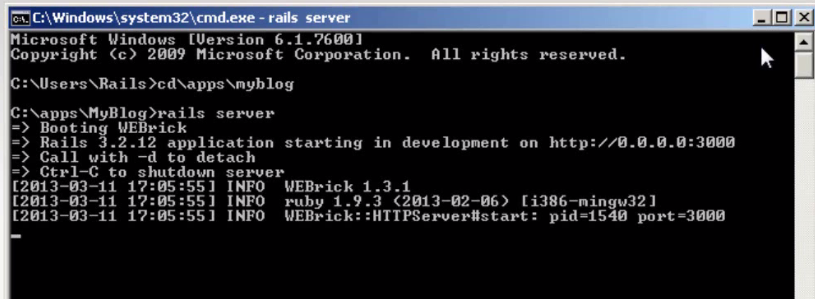 C:\Windows\system32\cmd.exe - rails server
Microsoft Windows [Version 6.1.7600]
Copyright (c) 2009 Microsoft Corporation.  All rights reserved.
C:\Users\Rails>cd\apps\myblog
C:\apps\MyBlog>rails server
=> Booting WEBrick
=> Rails 3.2.12 application starting in development on http://0.0.0.0:3000
=> Call with -d to detach
=> Ctrl-C to shutdown server
[2013-03-11 17:05:55] INFO  WEBrick 1.3.1
[2013-03-11 17:05:55] INFO  ruby 1.9.3 (2013-02-06) [i386-mingw32]
[2013-03-11 17:05:55] INFO  WEBrick::HTTPServer#start: pid=1540 port=3000